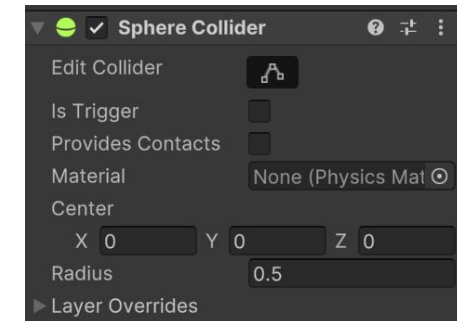 Sphere Collider
Edit Collider
Is Trigger
Provides Contacts
Material None (Physics Mat
Center
X 0 Y 0 Z 0
Radius 0.5
Layer Overrides